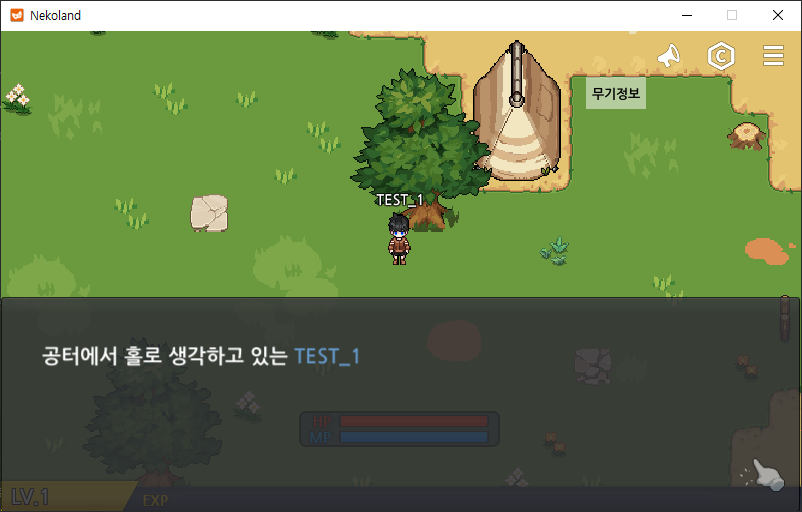 Nekoland
무기정보
TEST_1
공터에서 홀로 생각하고 있는 TEST_1
HP
MP
LV.1
EXP